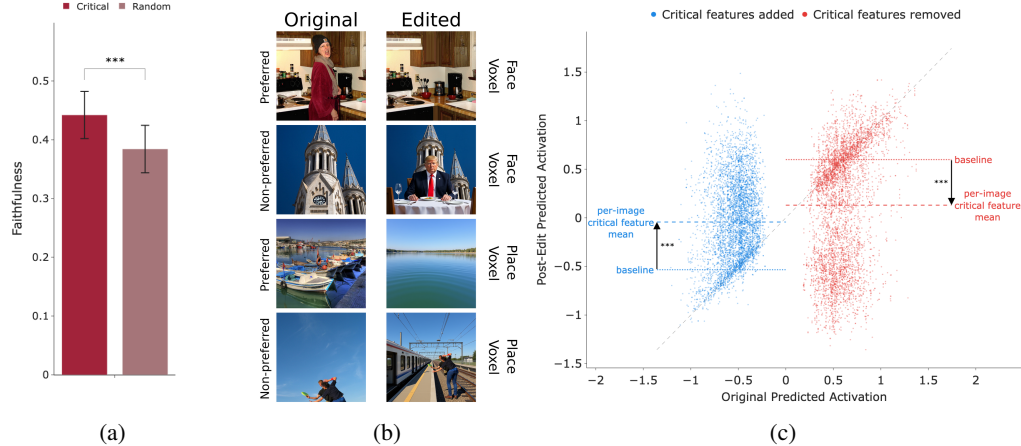 Critical Random
***
Faithfulness
0.5
0.4
0.3
0.2
0.1
0
(a)
Original Edited
Preferred
Face
Voxel
Non-preferred
Face
Voxel
Preferred
Place
Voxel
Non-preferred
Place
Voxel
(b)
Critical features added Critical features removed
Post-Edit Predicted Activation
1.5
1
0.5
0
−0.5
−1
−1.5
baseline
***
per-image
critical feature
mean
per-image
critical feature
mean
***
baseline
−2 −1.5 −1 −0.5 0 0.5 1 1.5 2
Original Predicted Activation
(c)